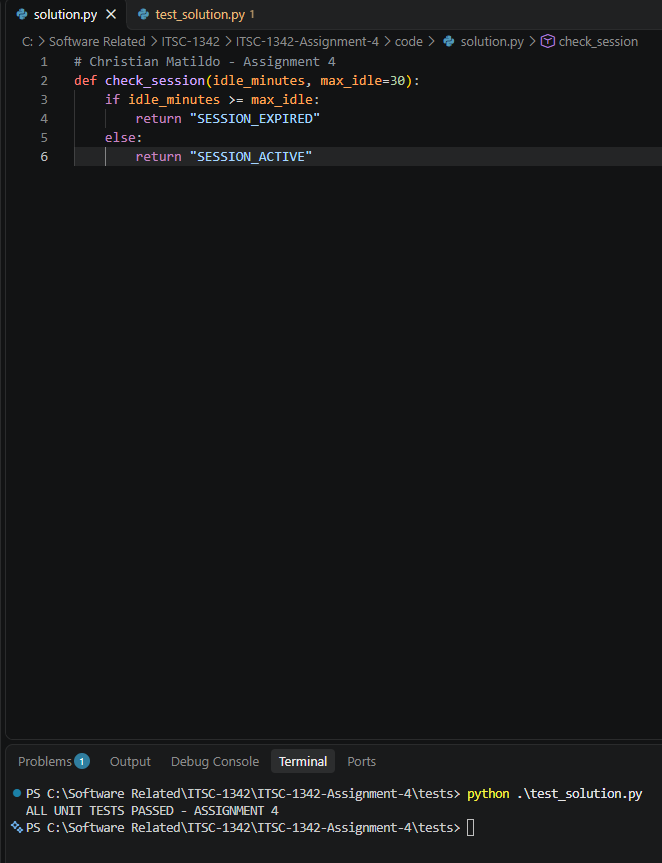 solution.py
test_solution.py 1
C: > Software Related > ITSC-1342 > ITSC-1342-Assignment-4 > code > solution.py > check_session
1 # Christian Matildo - Assignment 4
2 def check_session(idle_minutes, max_idle=30):
3     if idle_minutes >= max_idle:
4         return "SESSION_EXPIRED"
5     else:
6         return "SESSION_ACTIVE"
Problems 1 Output Debug Console Terminal Ports
PS C:\Software Related\ITSC-1342\ITSC-1342-Assignment-4\tests> python .\test_solution.py
ALL UNIT TESTS PASSED - ASSIGNMENT 4
PS C:\Software Related\ITSC-1342\ITSC-1342-Assignment-4\tests>